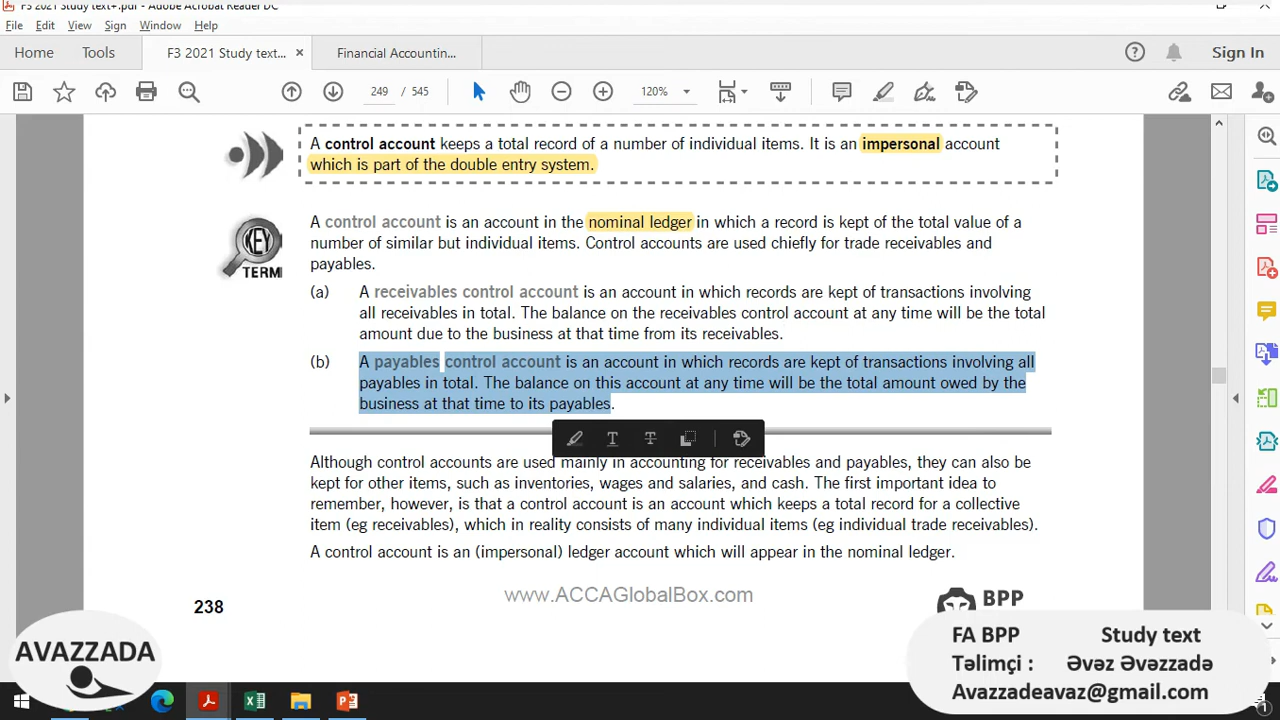 F3 2021 Study text+.pdf - Adobe Acrobat Reader DC
File Edit View Sign Window Help
Home Tools F3 2021 Study text... × Financial Accountin... Sign In
249 / 545 120%
A control account keeps a total record of a number of individual items. It is an impersonal account
which is part of the double entry system.
A control account is an account in the nominal ledger in which a record is kept of the total value of a
number of similar but individual items. Control accounts are used chiefly for trade receivables and
payables.
KEY
TERM
(a) A receivables control account is an account in which records are kept of transactions involving
all receivables in total. The balance on the receivables control account at any time will be the total
amount due to the business at that time from its receivables.
(b) A payables control account is an account in which records are kept of transactions involving all
payables in total. The balance on this account at any time will be the total amount owed by the
business at that time to its payables.
Although control accounts are used mainly in accounting for receivables and payables, they can also be
kept for other items, such as inventories, wages and salaries, and cash. The first important idea to
remember, however, is that a control account is an account which keeps a total record for a collective
item (eg receivables), which in reality consists of many individual items (eg individual trade receivables).
A control account is an (impersonal) ledger account which will appear in the nominal ledger.
www.ACCAGlobalBox.com
238
BPP
AVAZZADA
FA BPP Study text
Təlimçi : Əvəz Əvəzzadə
Avazzadeavaz@gmail.com